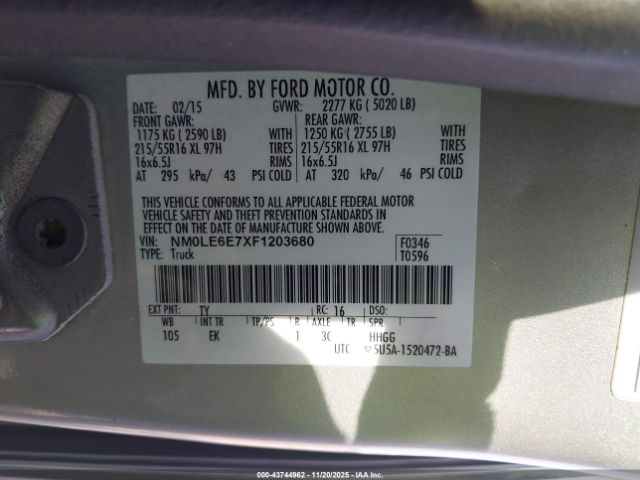 MFD. BY FORD MOTOR CO.
DATE: 02/15 GVWR: 2277 KG ( 5020 LB)
FRONT GAWR: REAR GAWR:
1175 KG ( 2590 LB) WITH 1250 KG ( 2755 LB) WITH
215/55R16 XL 97H TIRES 215/55R16 XL 97H TIRES
16x6.5J RIMS 16x6.5J RIMS
AT 295 kPa/ 43 PSI COLD AT 320 kPa/ 46 PSI COLD
THIS VEHICLE CONFORMS TO ALL APPLICABLE FEDERAL MOTOR
VEHICLE SAFETY AND THEFT PREVENTION STANDARDS IN
EFFECT ON THE DATE OF MANUFACTURE SHOWN ABOVE.
VIN: NM0LE6E7XF1203680 F0346
TYPE: Truck T0596
EXT PNT: TY RC: 16 DSO:
WB INT TR TP/PS R AXLE TR SPR
105 EK 1 3C HHGG
UTC 5U5A-1520472-BA
000-43744962 | 11/20/2025 - IAA, Inc.